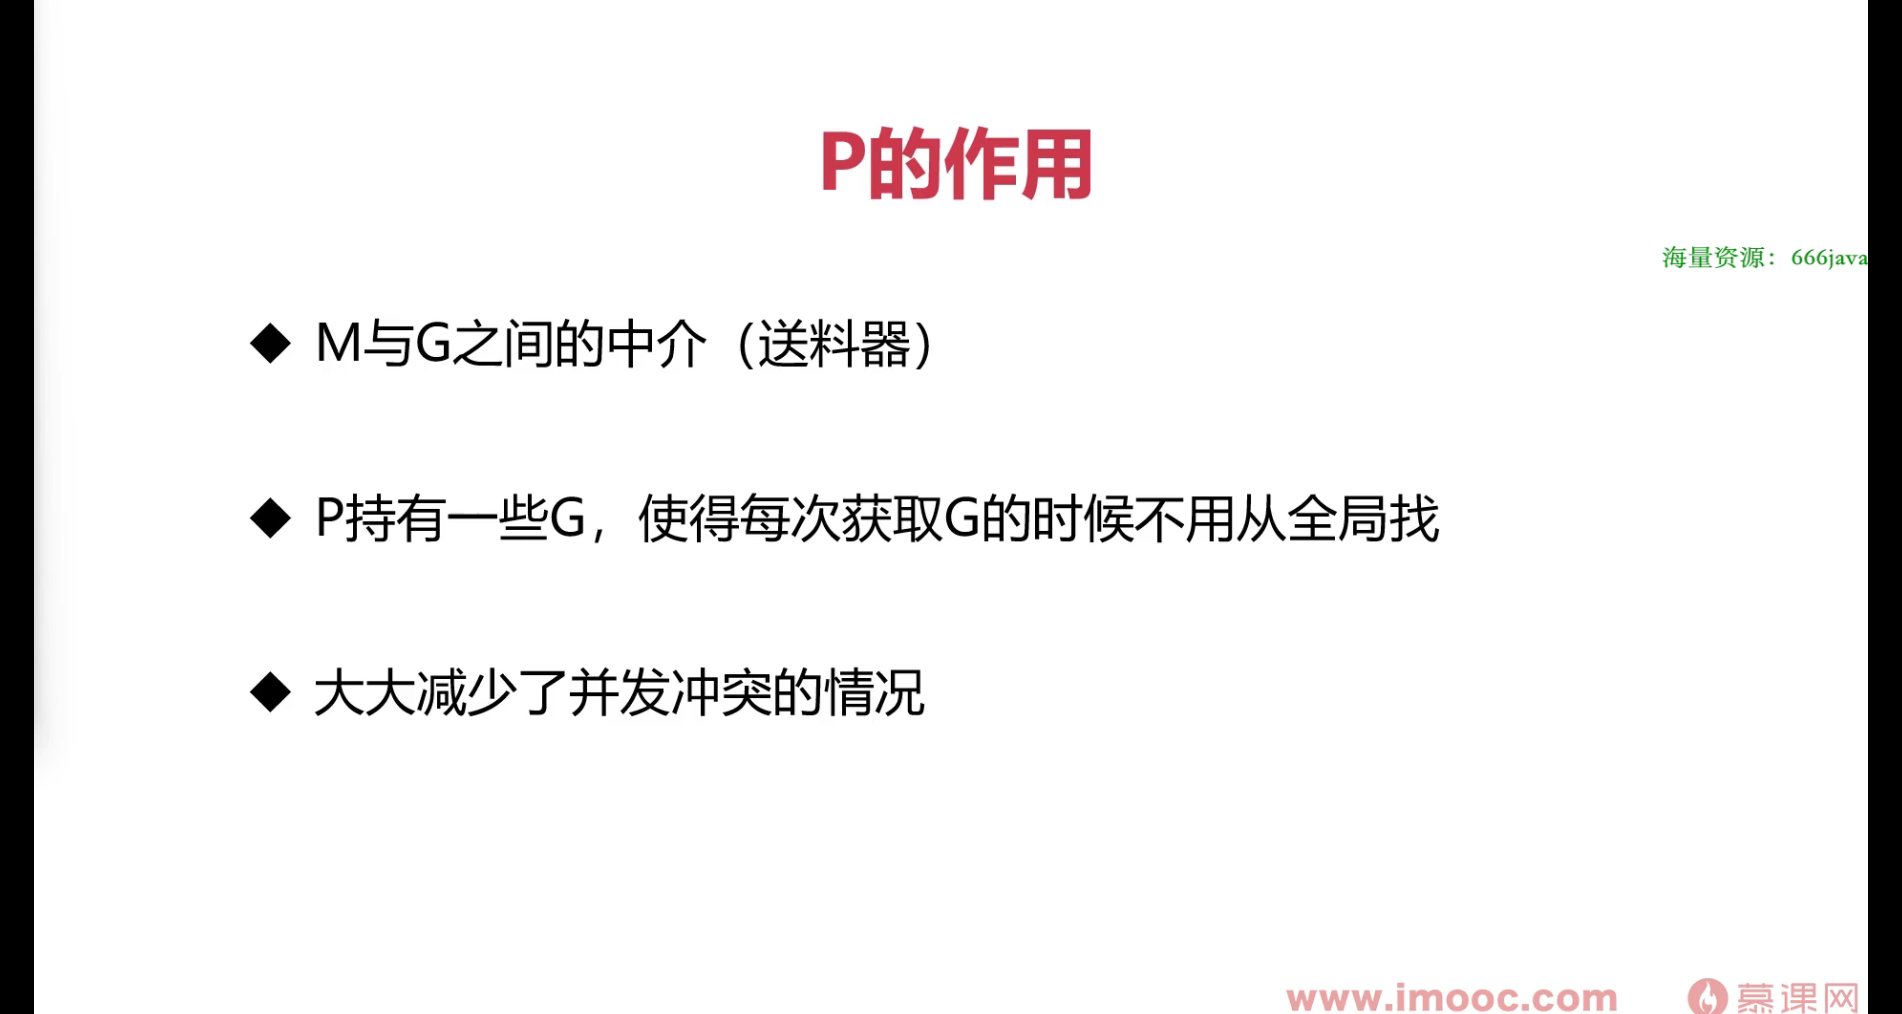 P的作用
海量资源：666java
◆ M与G之间的中介（送料器）
◆ P持有一些G，使得每次获取G的时候不用从全局找
◆ 大大减少了并发冲突的情况
www.imooc.com 慕课网